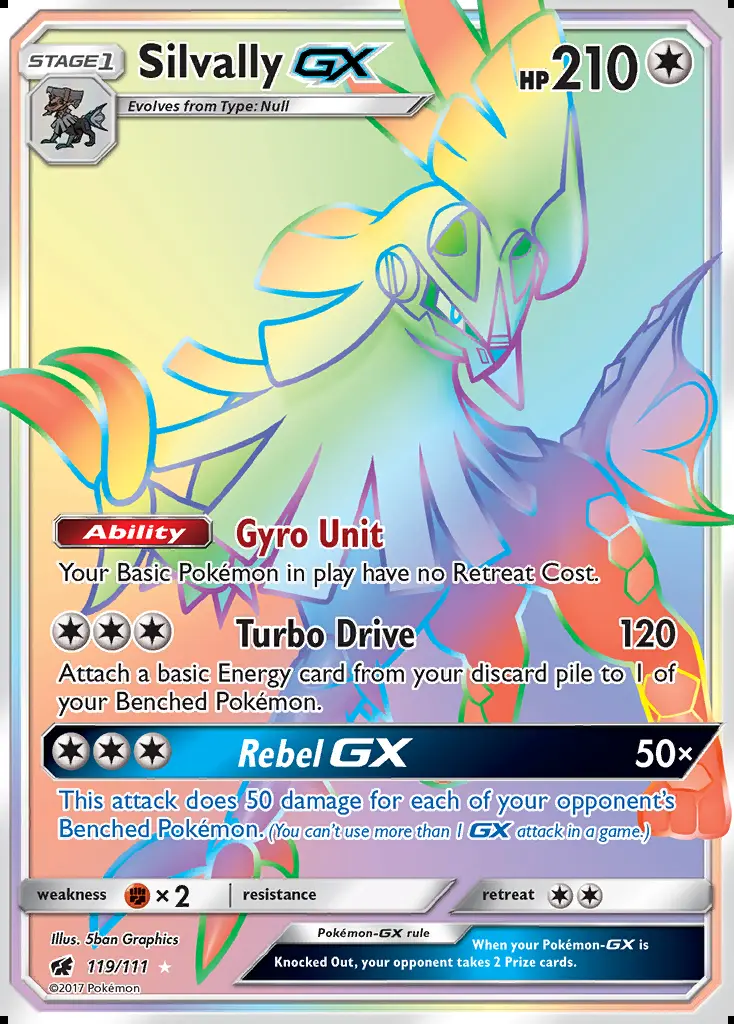 STAGE1
Silvally GX
HP210
Evolves from Type: Null
Ability Gyro Unit
Your Basic Pokémon in play have no Retreat Cost.
Turbo Drive 120
Attach a basic Energy card from your discard pile to 1 of
your Benched Pokémon.
Rebel GX 50×
This attack does 50 damage for each of your opponent's
Benched Pokémon. (You can't use more than 1 GX attack in a game.)
weakness ×2 resistance retreat
Illus. 5ban Graphics
119/111
©2017 Pokémon
Pokémon-GX rule
When your Pokémon-GX is
Knocked Out, your opponent takes 2 Prize cards.